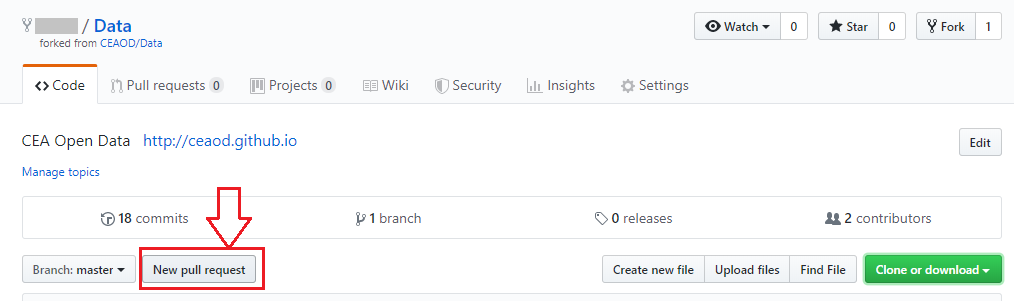 / Data
forked from CEAOD/Data
Watch 0 Star 0 Fork 1
Code Pull requests 0 Projects 0 Wiki Security Insights Settings
CEA Open Data http://ceaod.github.io Edit
Manage topics
18 commits 1 branch 0 releases 2 contributors
Branch: master New pull request Create new file Upload files Find File Clone or download